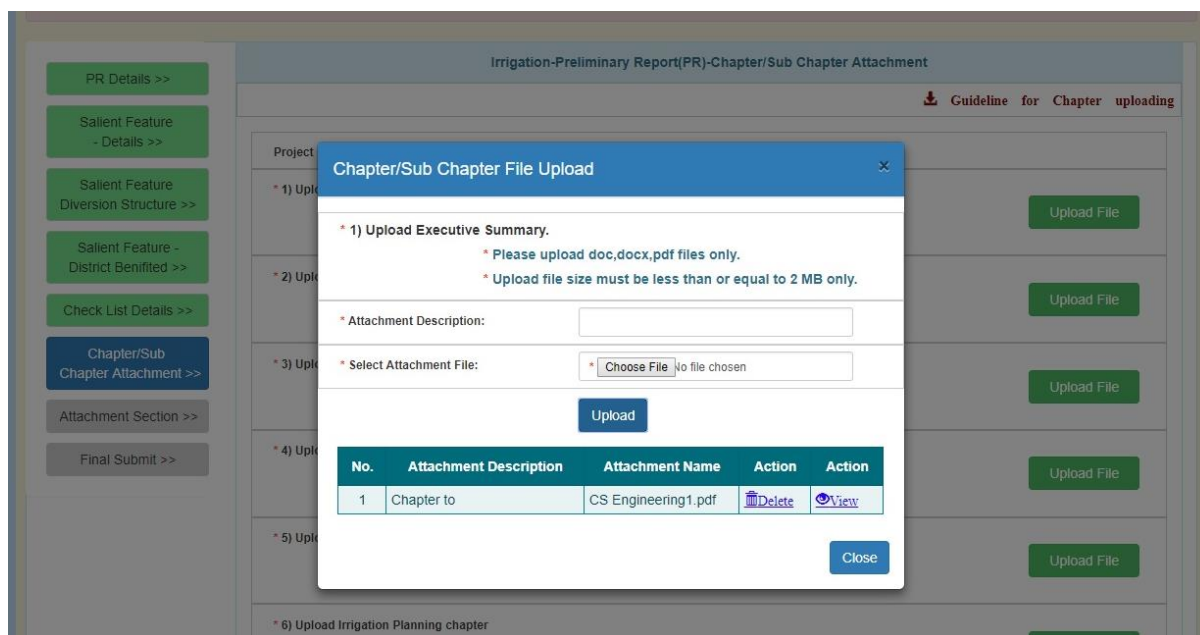 PR Details >>
Salient Feature
- Details >>
Salient Feature
Diversion Structure >>
Salient Feature -
District Benifited >>
Check List Details >>
Chapter/Sub
Chapter Attachment >>
Attachment Section >>
Final Submit >>
Irrigation-Preliminary Report(PR)-Chapter/Sub Chapter Attachment
Guideline for Chapter uploading
Project
* 1) Uplo
Upload File
* 2) Uplo
Upload File
* 3) Uplo
Upload File
* 4) Uplo
Upload File
* 5) Uplo
Upload File
* 6) Upload Irrigation Planning chapter
Chapter/Sub Chapter File Upload ×
* 1) Upload Executive Summary.
* Please upload doc,docx,pdf files only.
* Upload file size must be less than or equal to 2 MB only.
* Attachment Description:
* Select Attachment File: * Choose File No file chosen
Upload
No. Attachment Description Attachment Name Action Action
1 Chapter to CS Engineering1.pdf Delete View
Close